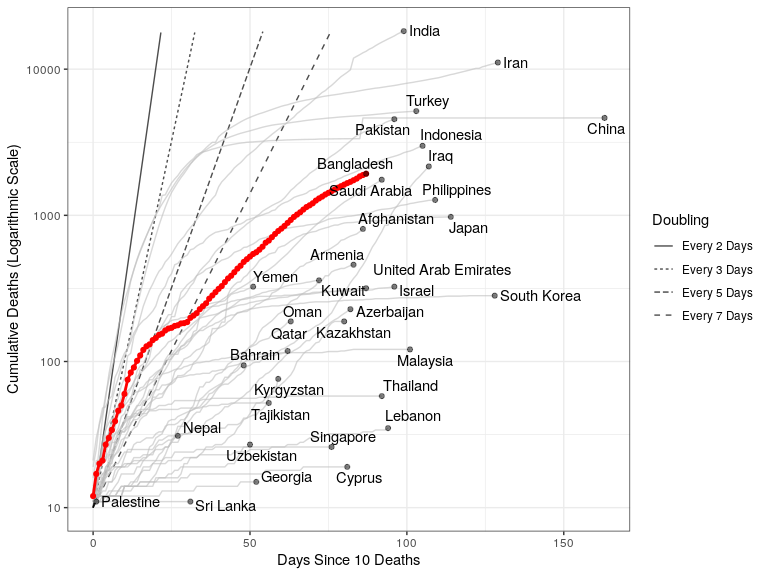 India
Iran
Turkey
Pakistan
China
Indonesia
Iraq
Bangladesh
Saudi Arabia
Philippines
Afghanistan
Japan
Armenia
United Arab Emirates
Yemen
Kuwait
Israel
South Korea
Oman
Azerbaijan
Qatar
Kazakhstan
Bahrain
Malaysia
Kyrgyzstan
Thailand
Tajikistan
Lebanon
Nepal
Singapore
Uzbekistan
Georgia
Cyprus
Palestine
Sri Lanka
10000
1000
100
10
0
50
100
150
Days Since 10 Deaths
Cumulative Deaths (Logarithmic Scale)
Doubling
Every 2 Days
Every 3 Days
Every 5 Days
Every 7 Days